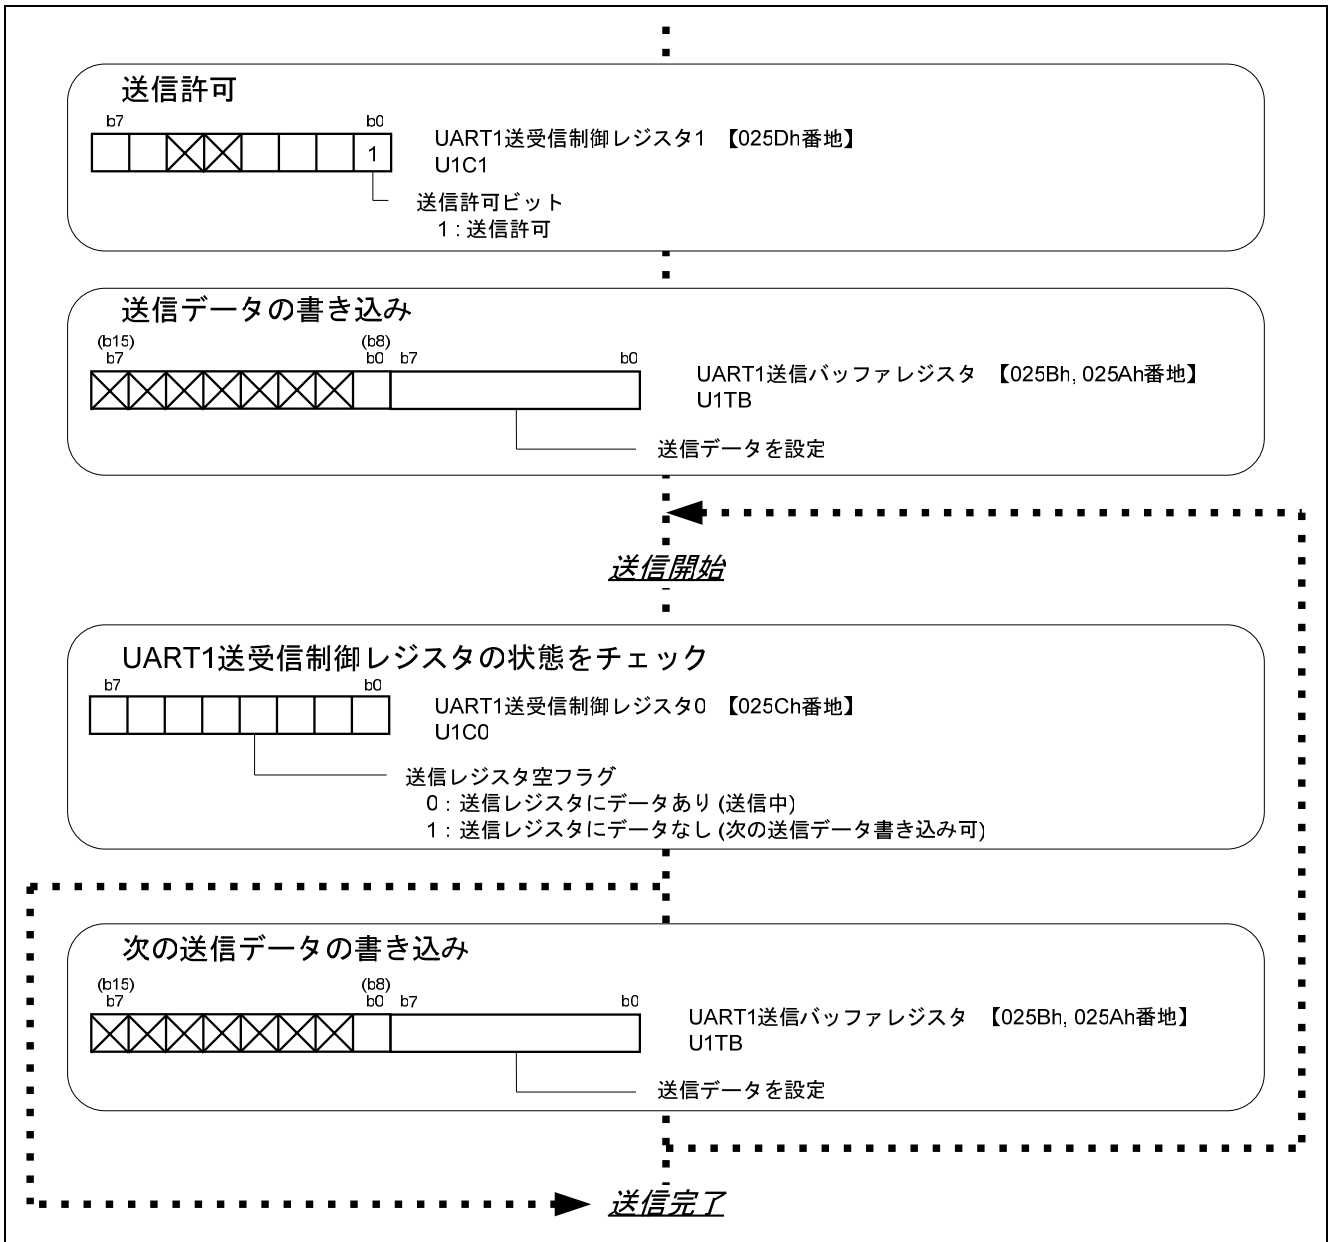 送信許可
b7 b0
1
UART1送受信制御レジスタ1 【025Dh番地】
U1C1
送信許可ビット
1 : 送信許可
送信データの書き込み
(b15) (b8)
b7 b0 b7 b0
UART1送信バッファレジスタ 【025Bh, 025Ah番地】
U1TB
送信データを設定
送信開始
UART1送受信制御レジスタの状態をチェック
b7 b0
UART1送受信制御レジスタ0 【025Ch番地】
U1C0
送信レジスタ空フラグ
0 : 送信レジスタにデータあり (送信中)
1 : 送信レジスタにデータなし (次の送信データ書き込み可)
次の送信データの書き込み
(b15) (b8)
b7 b0 b7 b0
UART1送信バッファレジスタ 【025Bh, 025Ah番地】
U1TB
送信データを設定
送信完了